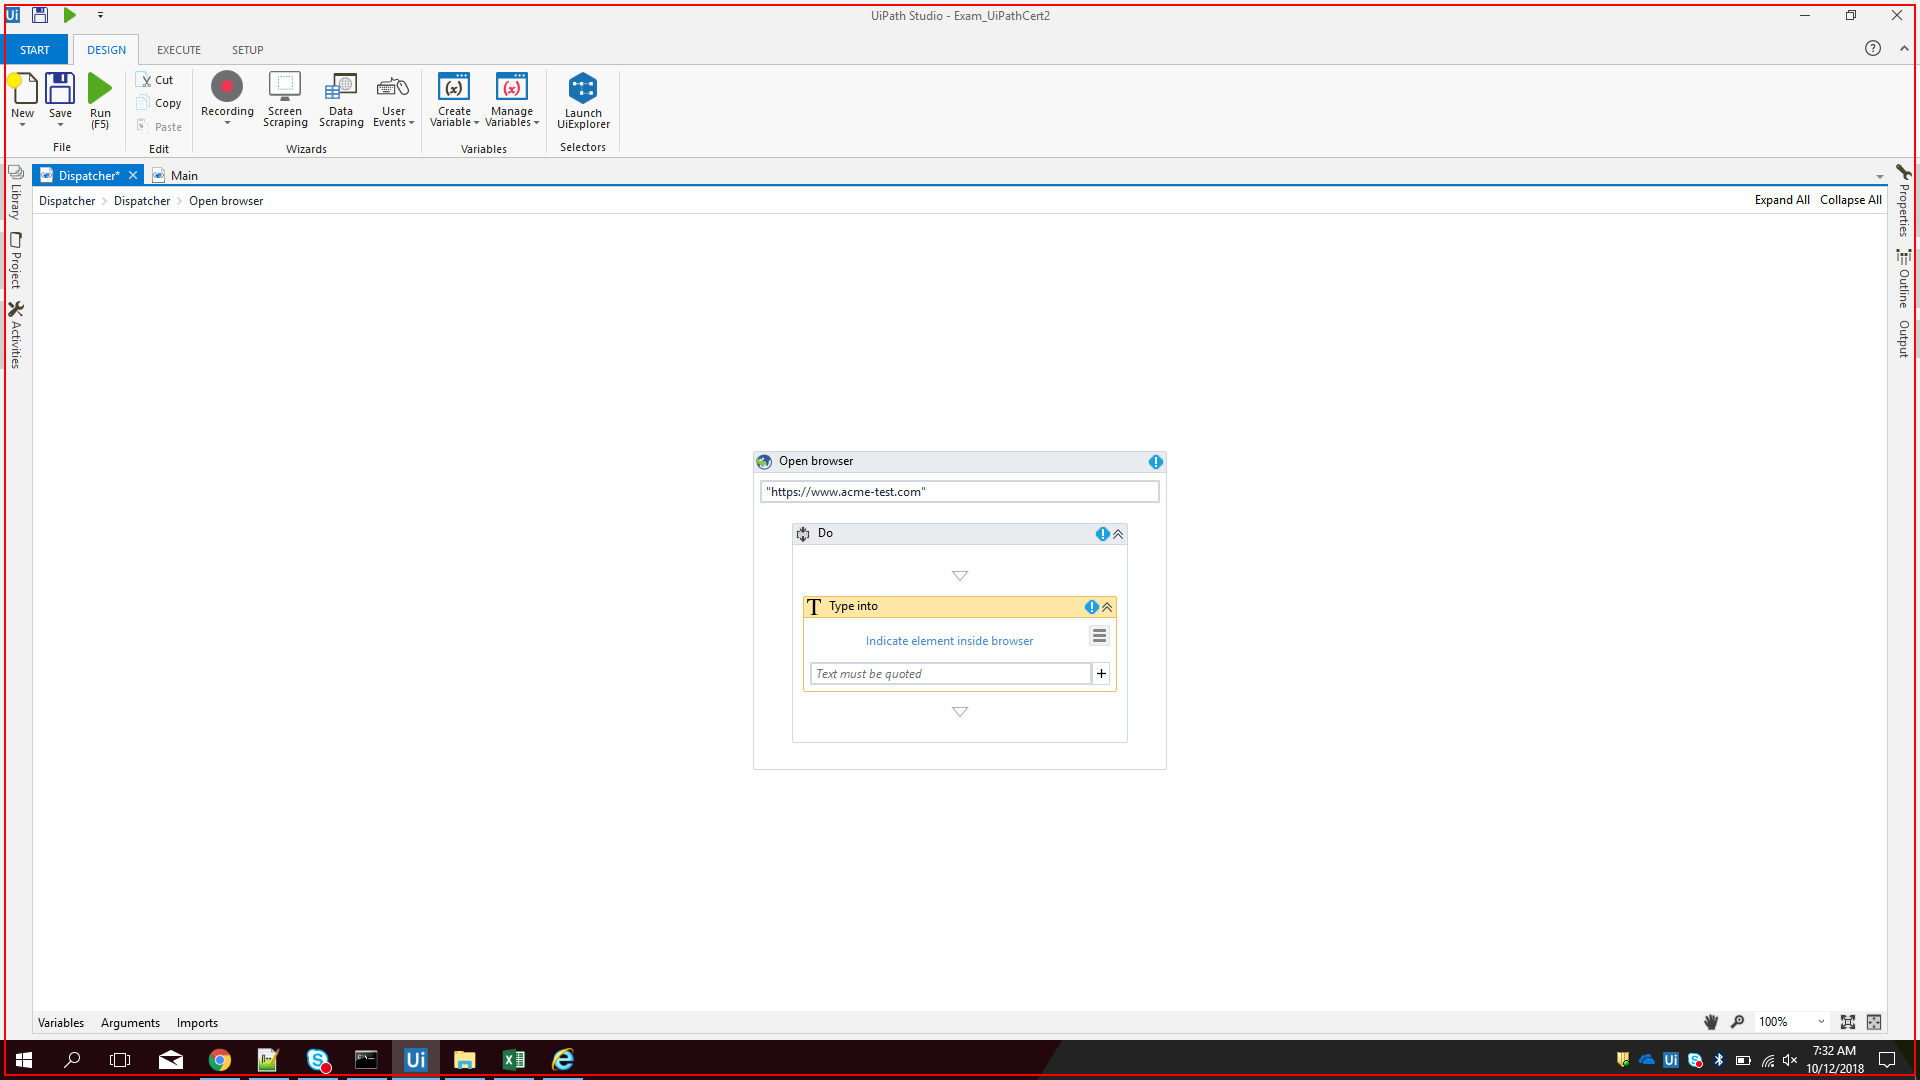 Ui
UiPath Studio - Exam_UiPathCert2
START DESIGN EXECUTE SETUP
?
New Save Run (F5)
File
Cut
Copy
Paste
Edit
Recording
Screen Scraping
Data Scraping
User Events
Wizards
Create Variable
Manage Variables
Variables
Launch UiExplorer
Selectors
Dispatcher* Main
Dispatcher Dispatcher Open browser
Expand All Collapse All
Library
Project
Activities
Properties
Outline
Output
Open browser
"https://www.acme-test.com"
Do
T Type into
Indicate element inside browser
Text must be quoted
+
Variables Arguments Imports
100%
Ui
Ui
7:32 AM
10/12/2018